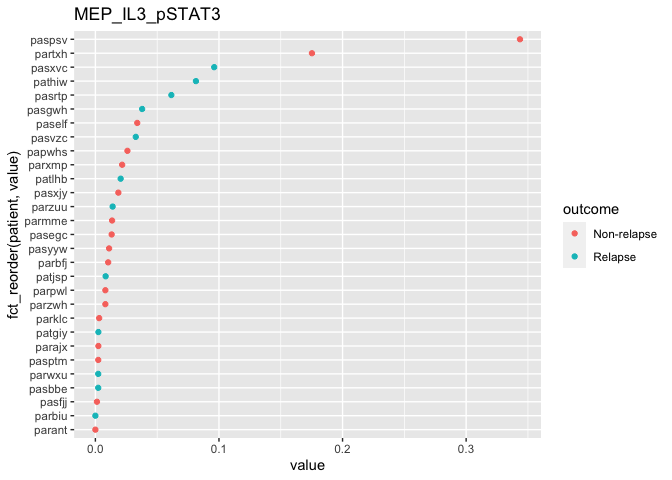 MEP_IL3_pSTAT3
fct_reorder(patient, value)
paspsv
partxh
pasxvc
pathiw
pasrtp
pasgwh
paself
pasvzc
papwhs
parxmp
patlhb
pasxjy
parzuu
parmme
pasegc
pasyyw
parbfj
patjsp
parpwl
parzwh
parklc
patgiy
parajx
pasptm
parwxu
pasbbe
pasfjj
parbiu
parant
0.0 0.1 0.2 0.3
value
outcome
Non-relapse
Relapse